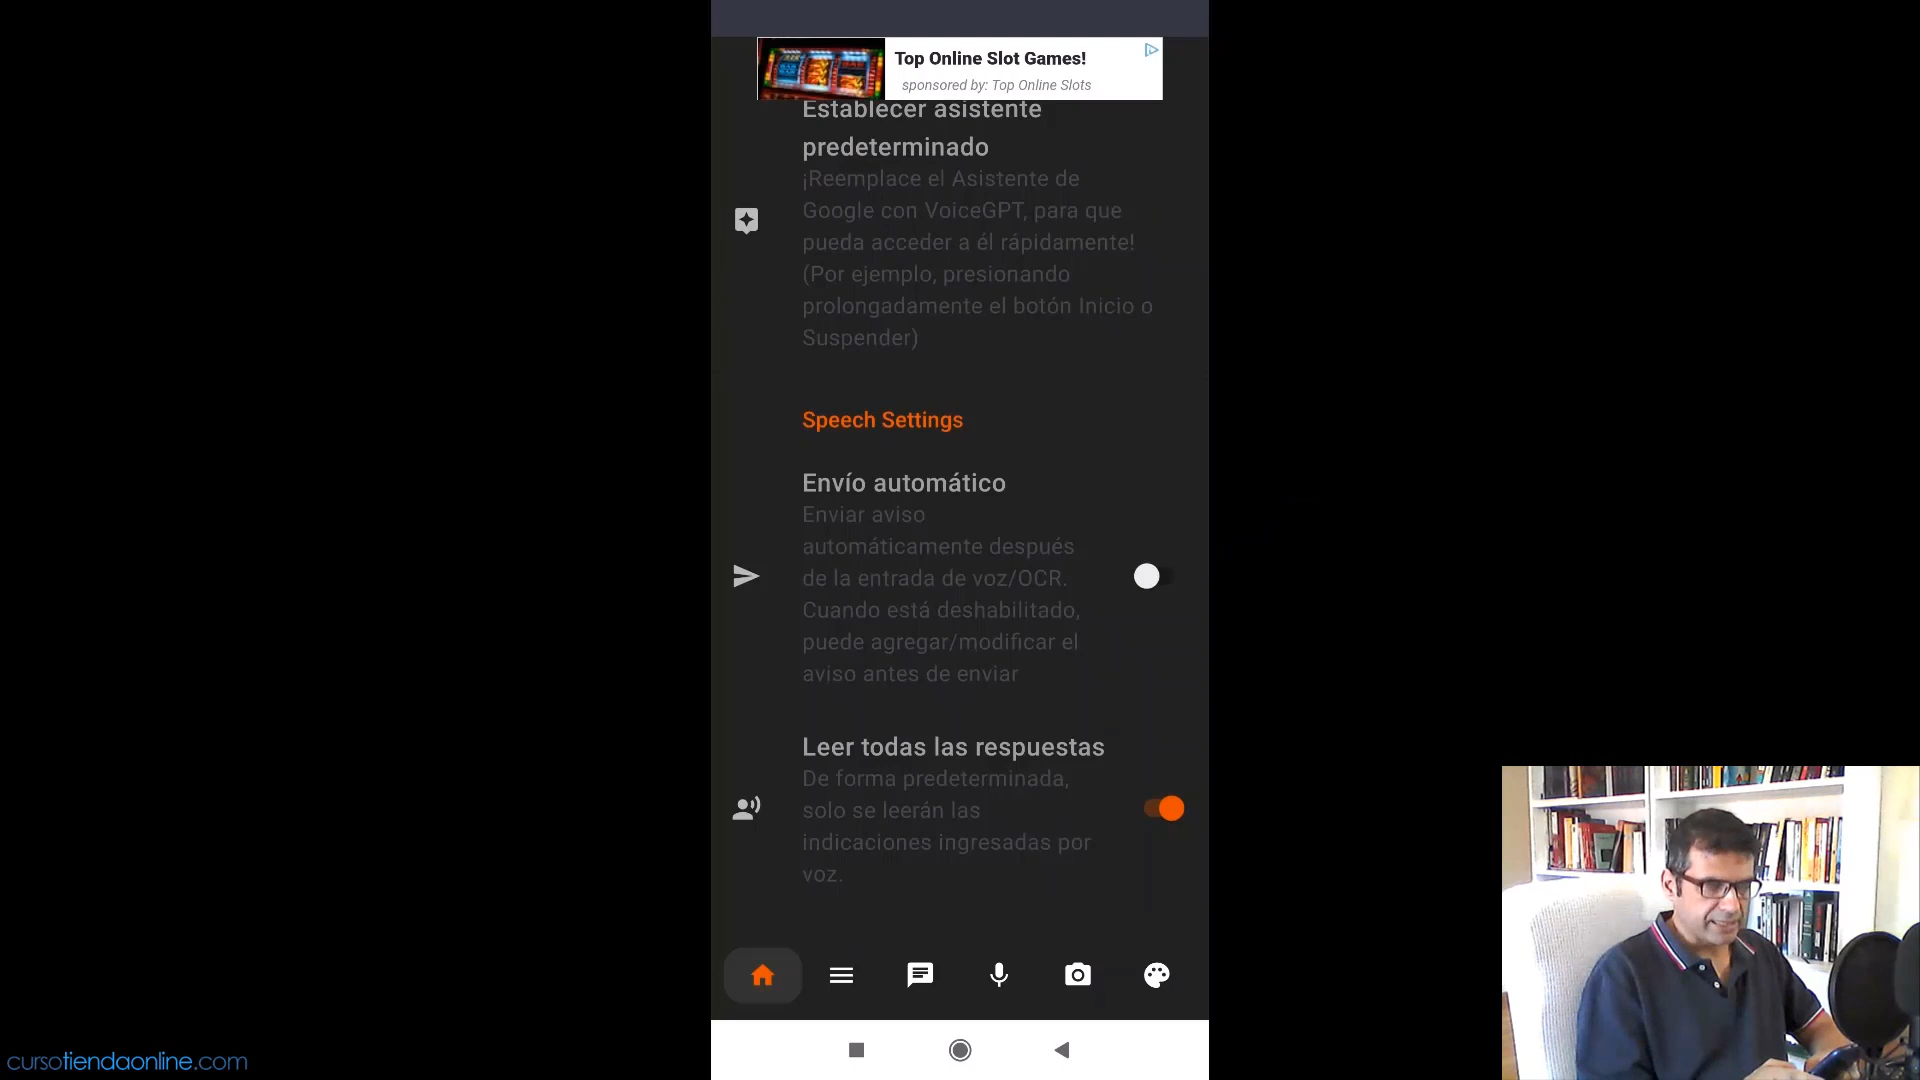 Top Online Slot Games!
sponsored by: Top Online Slots
Establecer asistente
predeterminado
¡Reemplace el Asistente de
Google con VoiceGPT, para que
pueda acceder a él rápidamente!
(Por ejemplo, presionando
prolongadamente el botón Inicio o
Suspender)
Speech Settings
Envío automático
Enviar aviso
automáticamente después
de la entrada de voz/OCR.
Cuando está deshabilitado,
puede agregar/modificar el
aviso antes de enviar
Leer todas las respuestas
De forma predeterminada,
solo se leerán las
indicaciones ingresadas por
voz.
cursotiendaonline.com